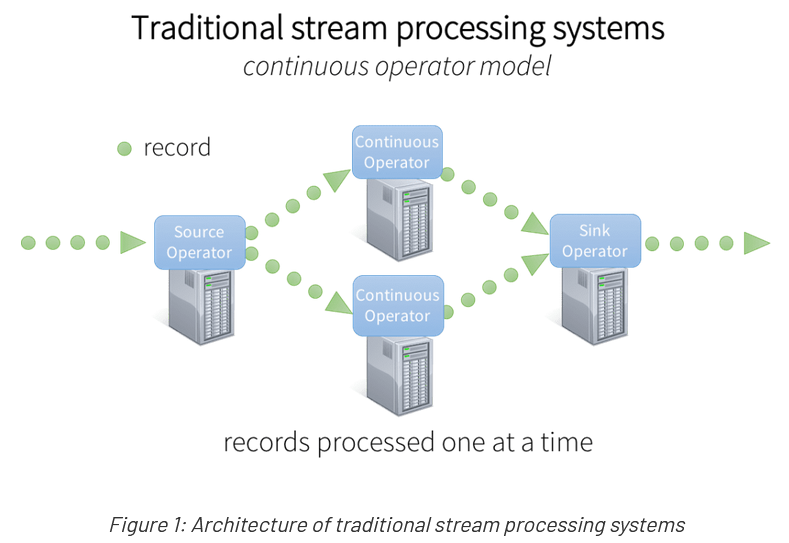 Traditional stream processing systems
continuous operator model
record
Continuous
Operator
Source
Operator
Sink
Operator
Continuous
Operator
records processed one at a time
Figure 1: Architecture of traditional stream processing systems